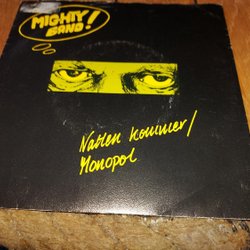 MIGHTY
BAND!
Natten kommer/
Monopol